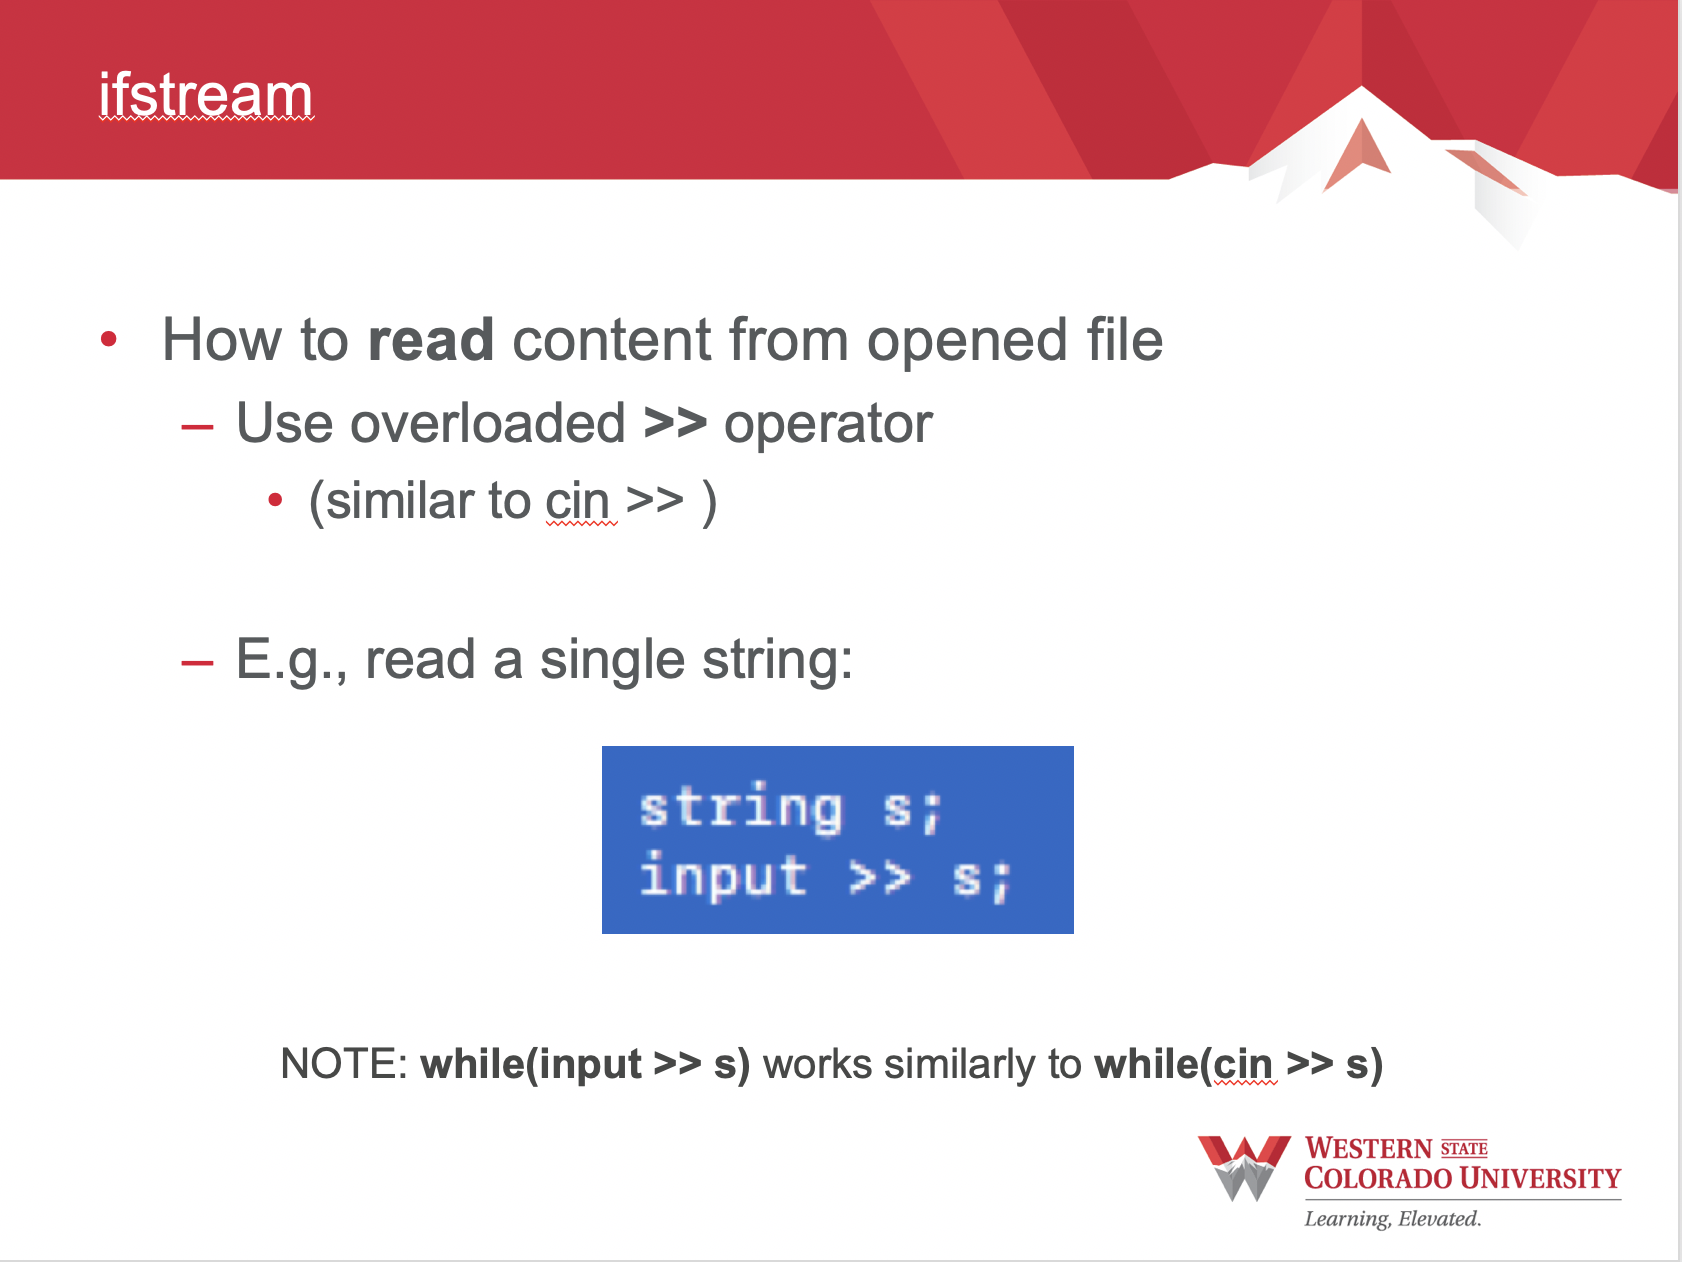 ifstream
• How to read content from opened file
– Use overloaded >> operator
• (similar to cin >> )
– E.g., read a single string:
string s;
input >> s;
NOTE: while(input >> s) works similarly to while(cin >> s)
WESTERN STATE
COLORADO UNIVERSITY
Learning, Elevated.